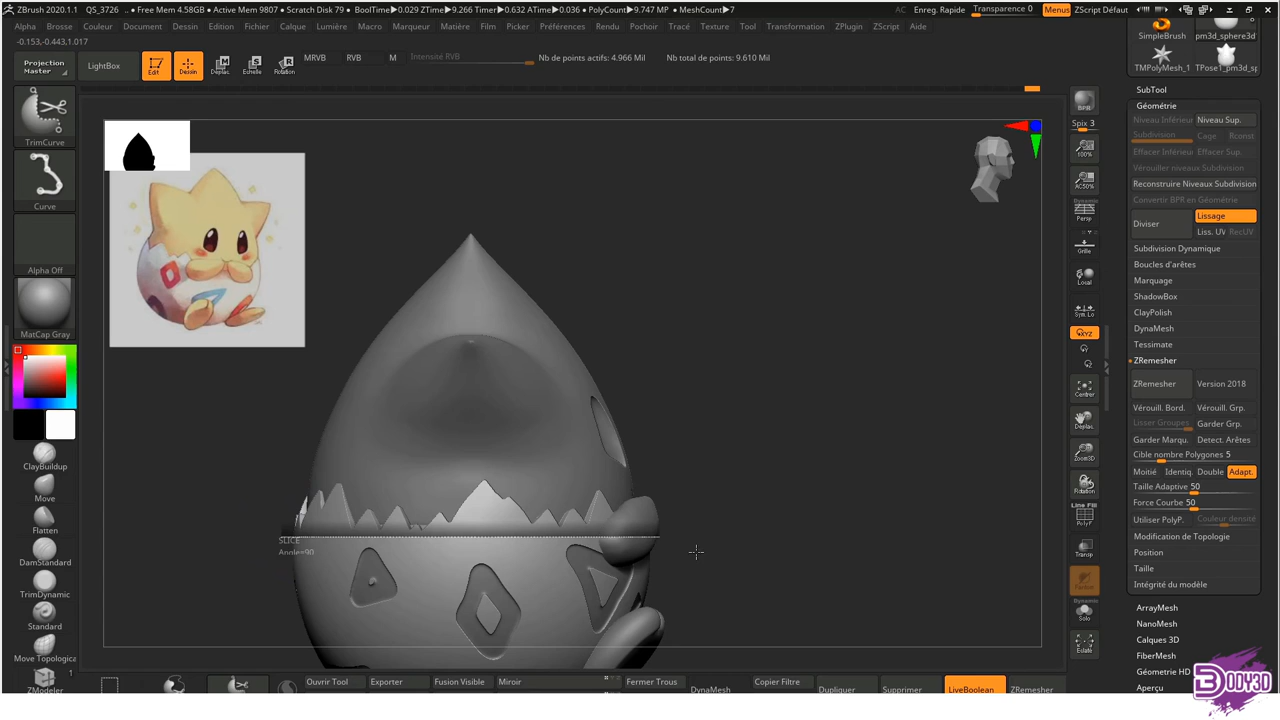 ZBrush 2020.1.1 QS_3726 .. ● Free Mem 4.58GB ● Active Mem 9807 ● Scratch Disk 79 ● BoolTime▶0.029 ZTime▶9.266 Timer▶0.632 ATime▶0.036 ● PolyCount▶9.747 MP ● MeshCount▶7 AC Enreg. Rapide Transparence 0 Menus ZScript Défaut
Alpha Brosse Couleur Document Dessin Edition Fichier Calque Lumière Macro Marqueur Matière Film Picker Préférences Rendu Pochoir Tracé Texture Tool Transformation ZPlugin ZScript Aide
-0.153,-0.443,1.017
Projection Master
LightBox
Edit
Dessin
Déplac.
Echelle
Rotation
MRVB RVB M
Intensité RVB
Nb de points actifs: 4.966 Mil Nb total de points: 9.610 Mil
TrimCurve
Curve
Alpha Off
MatCap Gray
ClayBuildup
Move
Flatten
DamStandard
TrimDynamic
Standard
Move Topologica
1
ZModeler
SLICE
Angle=90
BPR
Spix 3
100%
AC50%
Dynamic
Persp
Grille
Local
Sym.Lo
XYZ
Centrer
Déplac.
Zoom3D
Rotation
Line Fill
PolyF
Transp
Dynamic
Solo
Eclaté
SimpleBrush pm3d_sphere3d
TMPolyMesh_1 TPose1_pm3d_sp
SubTool
Géométrie
Niveau Inférieur Niveau Sup.
Subdivision Cage Rconst
Effacer Inférieur Effacer Sup.
Vérouiller niveaux Subdivision
Reconstruire Niveaux Subdivision
Convertir BPR en Géométrie
Diviser
Lissage
Liss. UV RecUV
Subdivision Dynamique
Boucles d'arêtes
Marquage
ShadowBox
ClayPolish
DynaMesh
Tessimate
ZRemesher
ZRemesher Version 2018
Vérouill. Bord. Vérouill. Grp.
Lisser Groupes Garder Grp.
Garder Marqu. Detect. Arêtes
Cible nombre Polygones 5
Moitié Identiq. Double Adapt.
Taille Adaptive 50
Force Courbe 50
Utiliser PolyP. Couleur densité
Modification de Topologie
Position
Taille
Intégrité du modèle
ArrayMesh
NanoMesh
Calques 3D
FiberMesh
Géométrie HD
Aperçu
Ouvrir Tool Exporter Fusion Visible Miroir Fermer Trous DynaMesh Copier Filtre Dupliquer Supprimer LiveBoolean ZRemesher
BODY3D